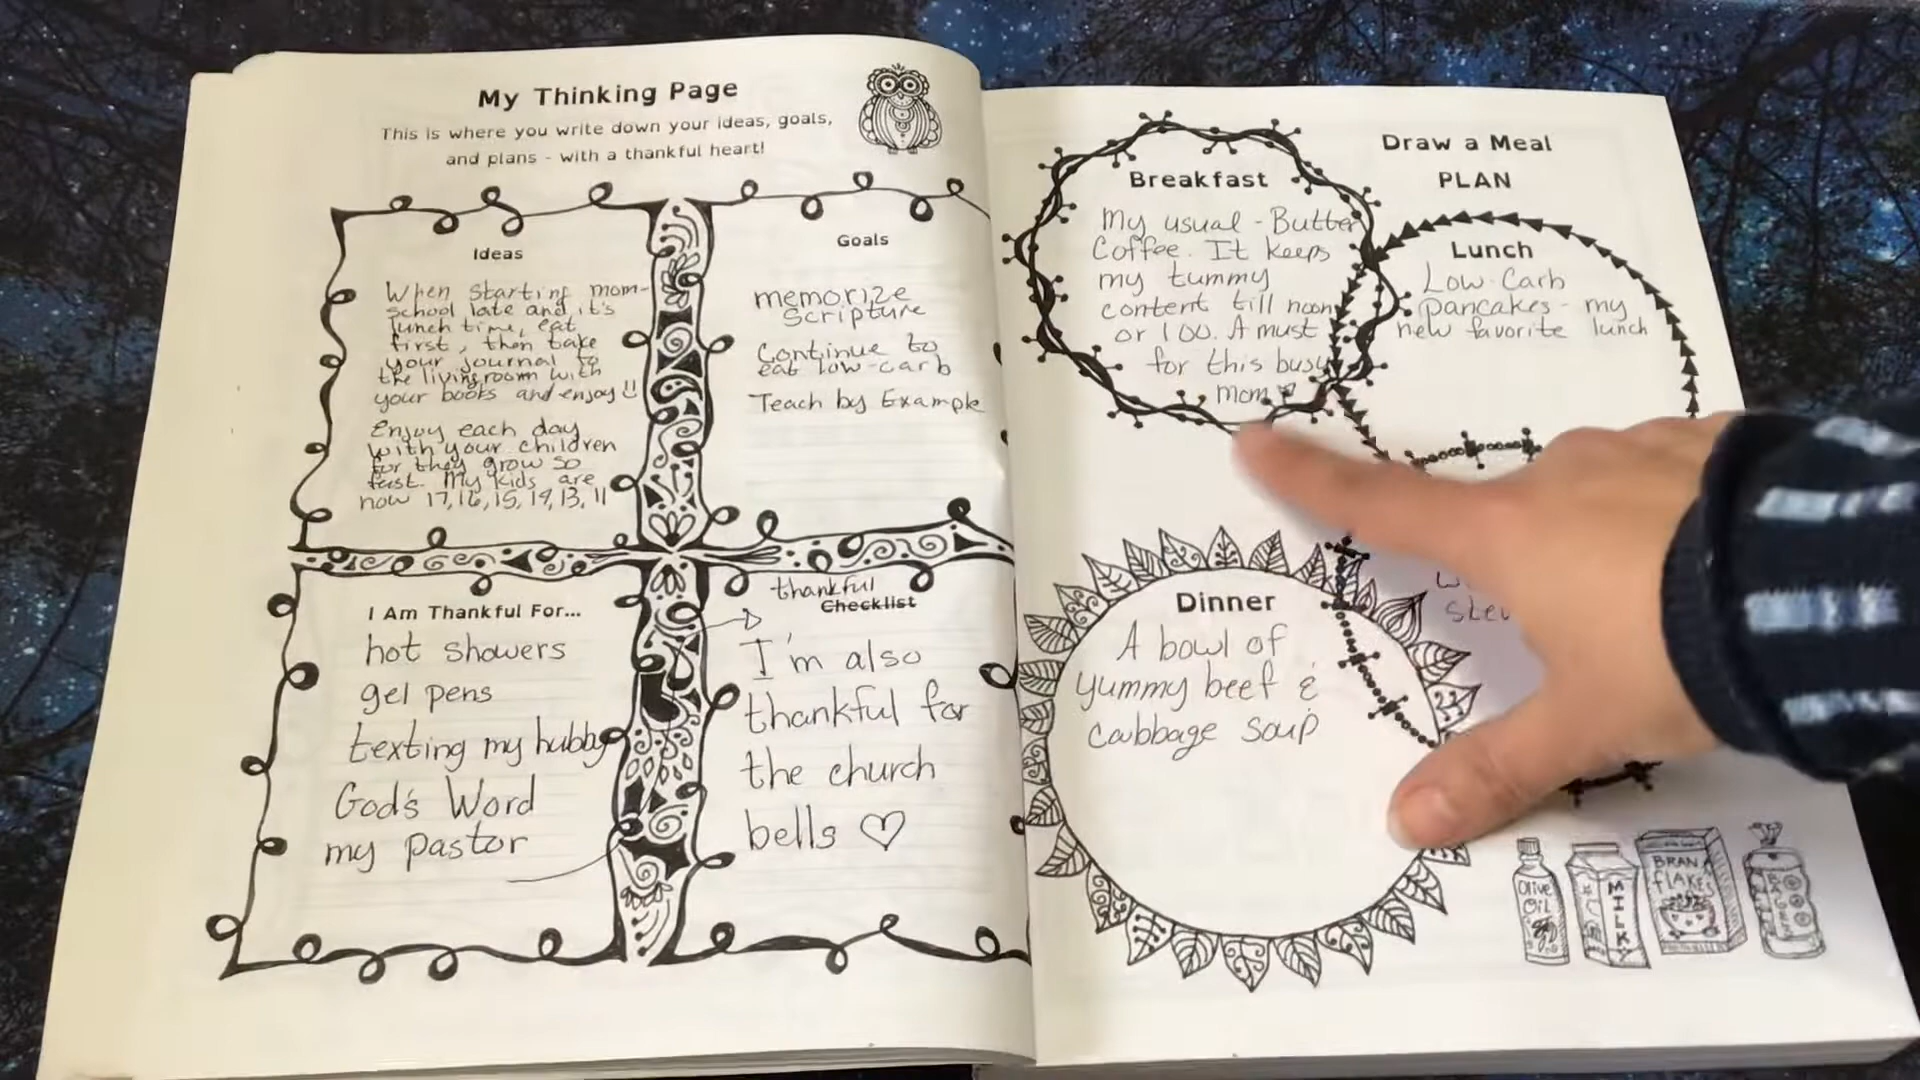 My Thinking Page
This is where you write down your ideas, goals,
and plans - with a thankful heart!
Ideas
When starting mom-
school late and it's
lunch time, eat
first, then take
your journal to
the livingroom with
your books and enjoy
Enjoy each day
with your children
for they grow so
fast. My kids are
now 17, 16, 15, 14, 13, 11
Goals
memorize
Scripture
Continue to
eat low-carb
Teach by Example
I Am Thankful For...
hot showers
gel pens
texting my hubby
God's Word
my pastor
thankful
Checklist
I'm also
thankful for
the church
bells ♡
Draw a Meal
PLAN
Breakfast
My usual - Butter
Coffee. It keeps
my tummy
content till noon
or 1:00. A must
for this busy
mom
Lunch
Low-Carb
pancakes - my
new favorite lunch
Dinner
A bowl of
yummy beef &
cabbage soup
Olive
Oil
MILK
BRAN
FLAKES